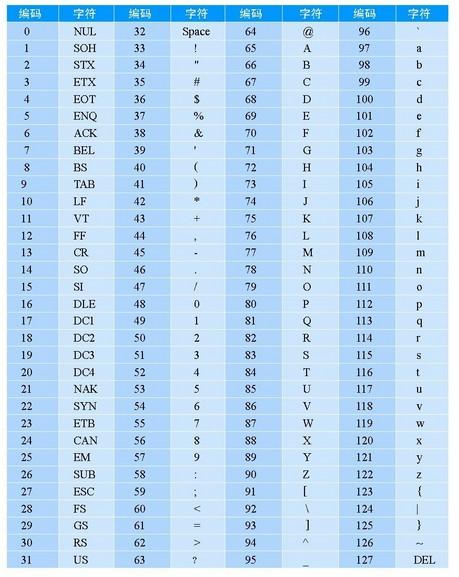 编码 字符 编码 字符 编码 字符 编码 字符
0 NUL 32 Space 64 @ 96 `
1 SOH 33 ! 65 A 97 a
2 STX 34 " 66 B 98 b
3 ETX 35 # 67 C 99 c
4 EOT 36 $ 68 D 100 d
5 ENQ 37 % 69 E 101 e
6 ACK 38 & 70 F 102 f
7 BEL 39 ' 71 G 103 g
8 BS 40 ( 72 H 104 h
9 TAB 41 ) 73 I 105 i
10 LF 42 * 74 J 106 j
11 VT 43 + 75 K 107 k
12 FF 44 , 76 L 108 l
13 CR 45 - 77 M 109 m
14 SO 46 . 78 N 110 n
15 SI 47 / 79 O 111 o
16 DLE 48 0 80 P 112 p
17 DC1 49 1 81 Q 113 q
18 DC2 50 2 82 R 114 r
19 DC3 51 3 83 S 115 s
20 DC4 52 4 84 T 116 t
21 NAK 53 5 85 U 117 u
22 SYN 54 6 86 V 118 v
23 ETB 55 7 87 W 119 w
24 CAN 56 8 88 X 120 x
25 EM 57 9 89 Y 121 y
26 SUB 58 : 90 Z 122 z
27 ESC 59 ; 91 [ 123 {
28 FS 60 < 92 \ 124 |
29 GS 61 = 93 ] 125 }
30 RS 62 > 94 ^ 126 ~
31 US 63 ? 95 _ 127 DEL